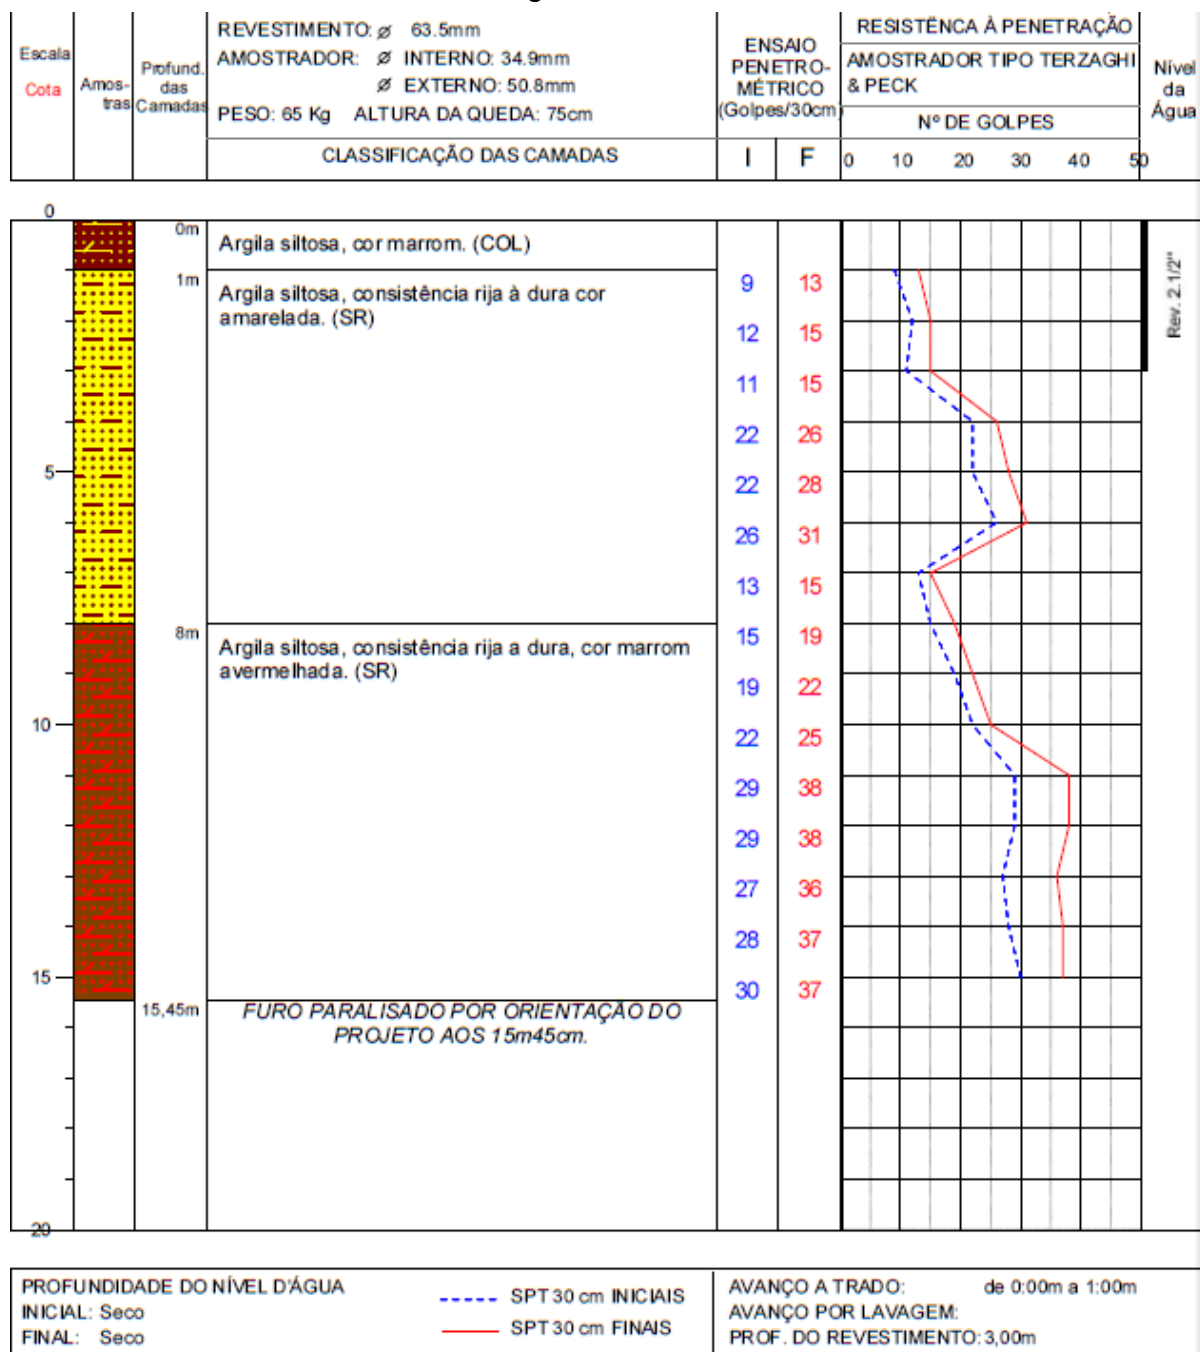 Escala
Cota
Amos-
tras
Profund.
das
Camadas
REVESTIMENTO: ø 63.5mm
AMOSTRADOR: ø INTERNO: 34.9mm
ø EXTERNO: 50.8mm
PESO: 65 Kg ALTURA DA QUEDA: 75cm
CLASSIFICAÇÃO DAS CAMADAS
ENSAIO
PENETRO-
MÉTRICO
(Golpes/30cm)
I F
RESISTÊNCA À PENETRAÇÃO
AMOSTRADOR TIPO TERZAGHI
& PECK
Nº DE GOLPES
0 10 20 30 40 50
Nível
da
Água
0
0m
Argila siltosa, cor marrom. (COL)
Rev. 2.1/2"
1m
Argila siltosa, consistência rija à dura cor
amarelada. (SR)
9 13
12 15
11 15
22 26
5
22 28
26 31
13 15
8m
Argila siltosa, consistência rija a dura, cor marrom
avermelhada. (SR)
15 19
19 22
10
22 25
29 38
29 38
27 36
28 37
15
30 37
15,45m
FURO PARALISADO POR ORIENTAÇÃO DO
PROJETO AOS 15m45cm.
20
PROFUNDIDADE DO NÍVEL D'ÁGUA
INICIAL: Seco
FINAL: Seco
SPT 30 cm INICIAIS
SPT 30 cm FINAIS
AVANÇO A TRADO: de 0:00m a 1:00m
AVANÇO POR LAVAGEM:
PROF. DO REVESTIMENTO: 3,00m